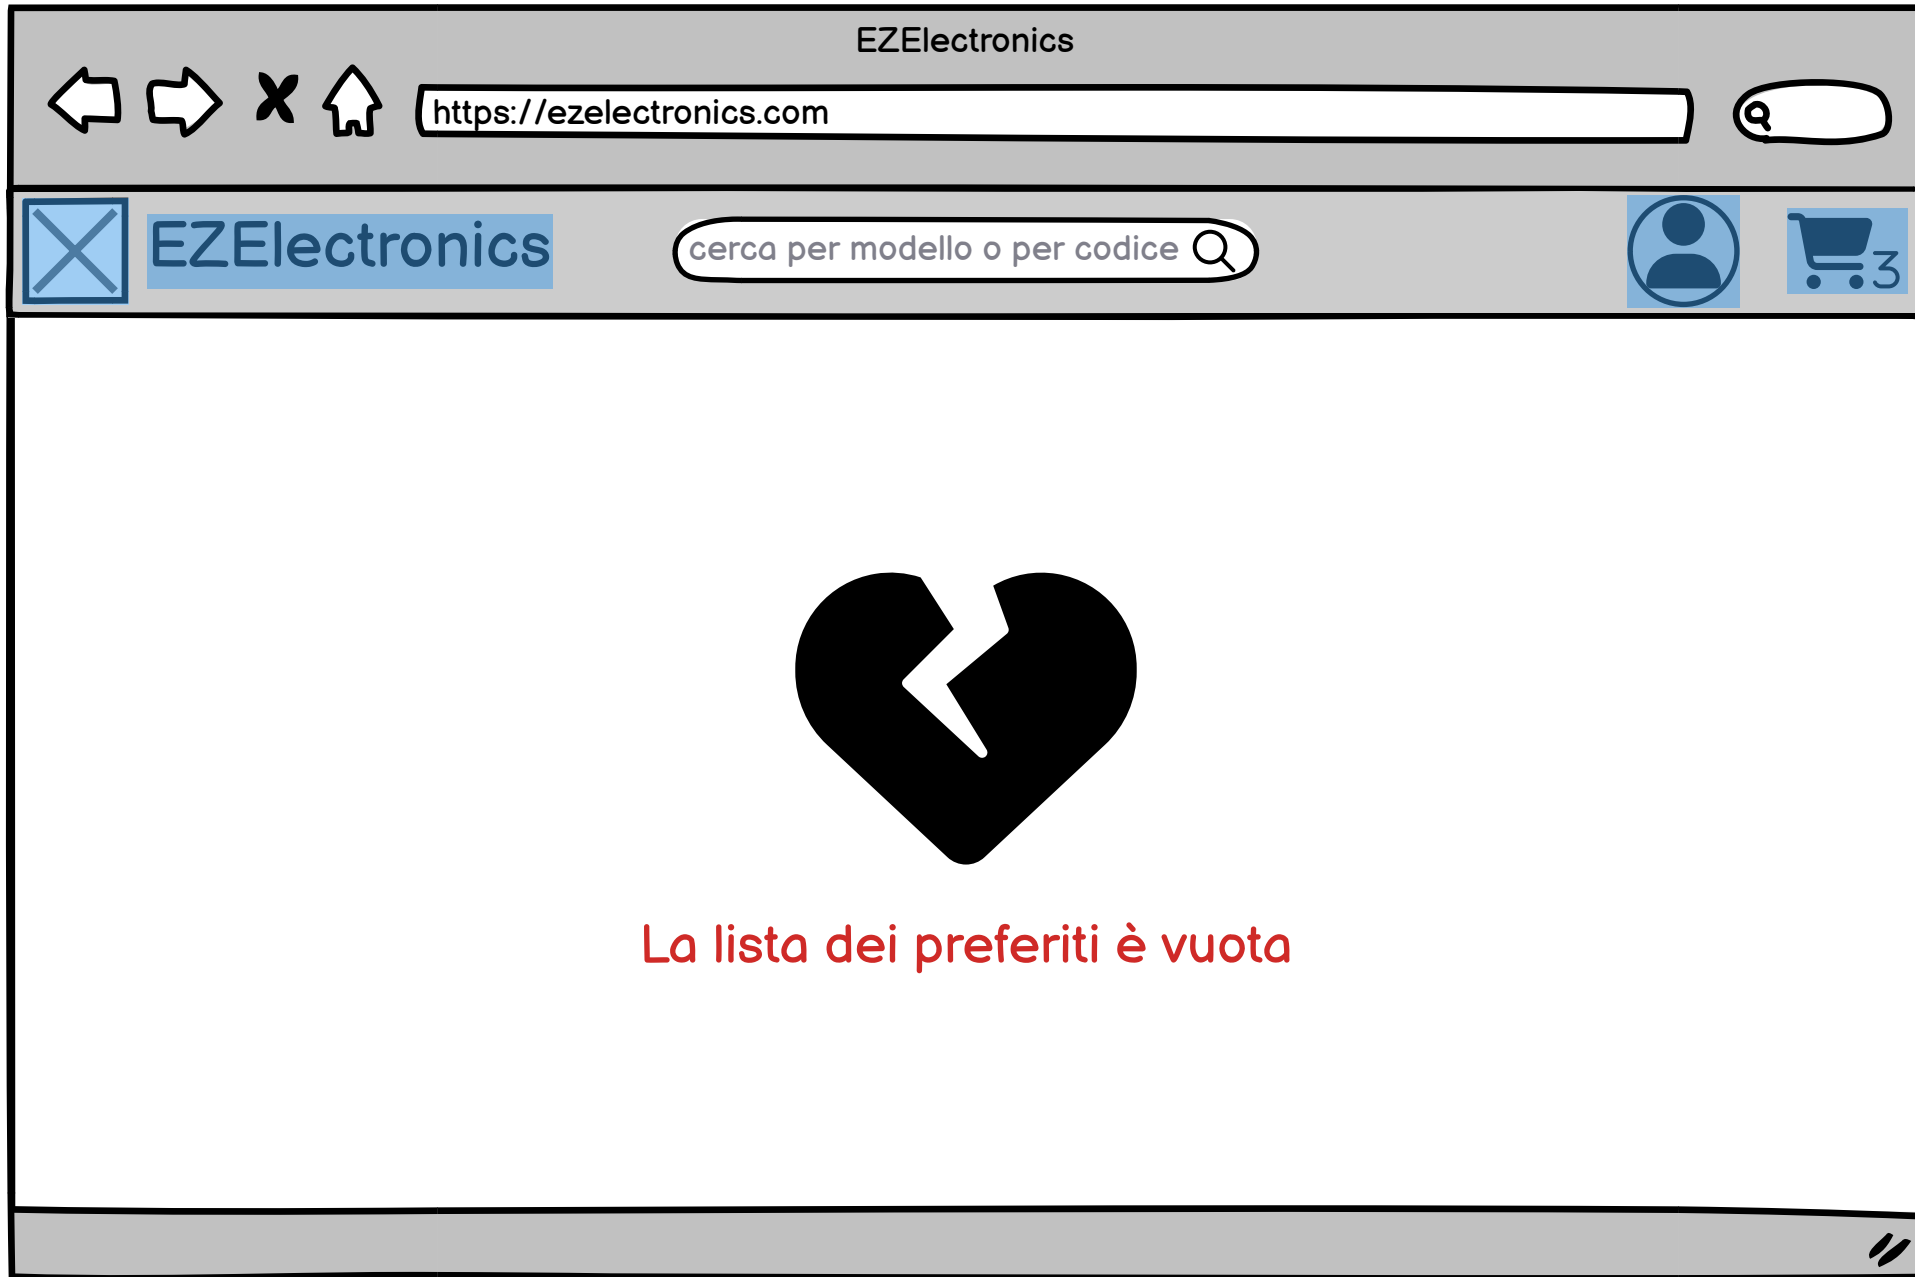 EZElectronics
https://ezelectronics.com
EZElectronics
cerca per modello o per codice
3
La lista dei preferiti è vuota